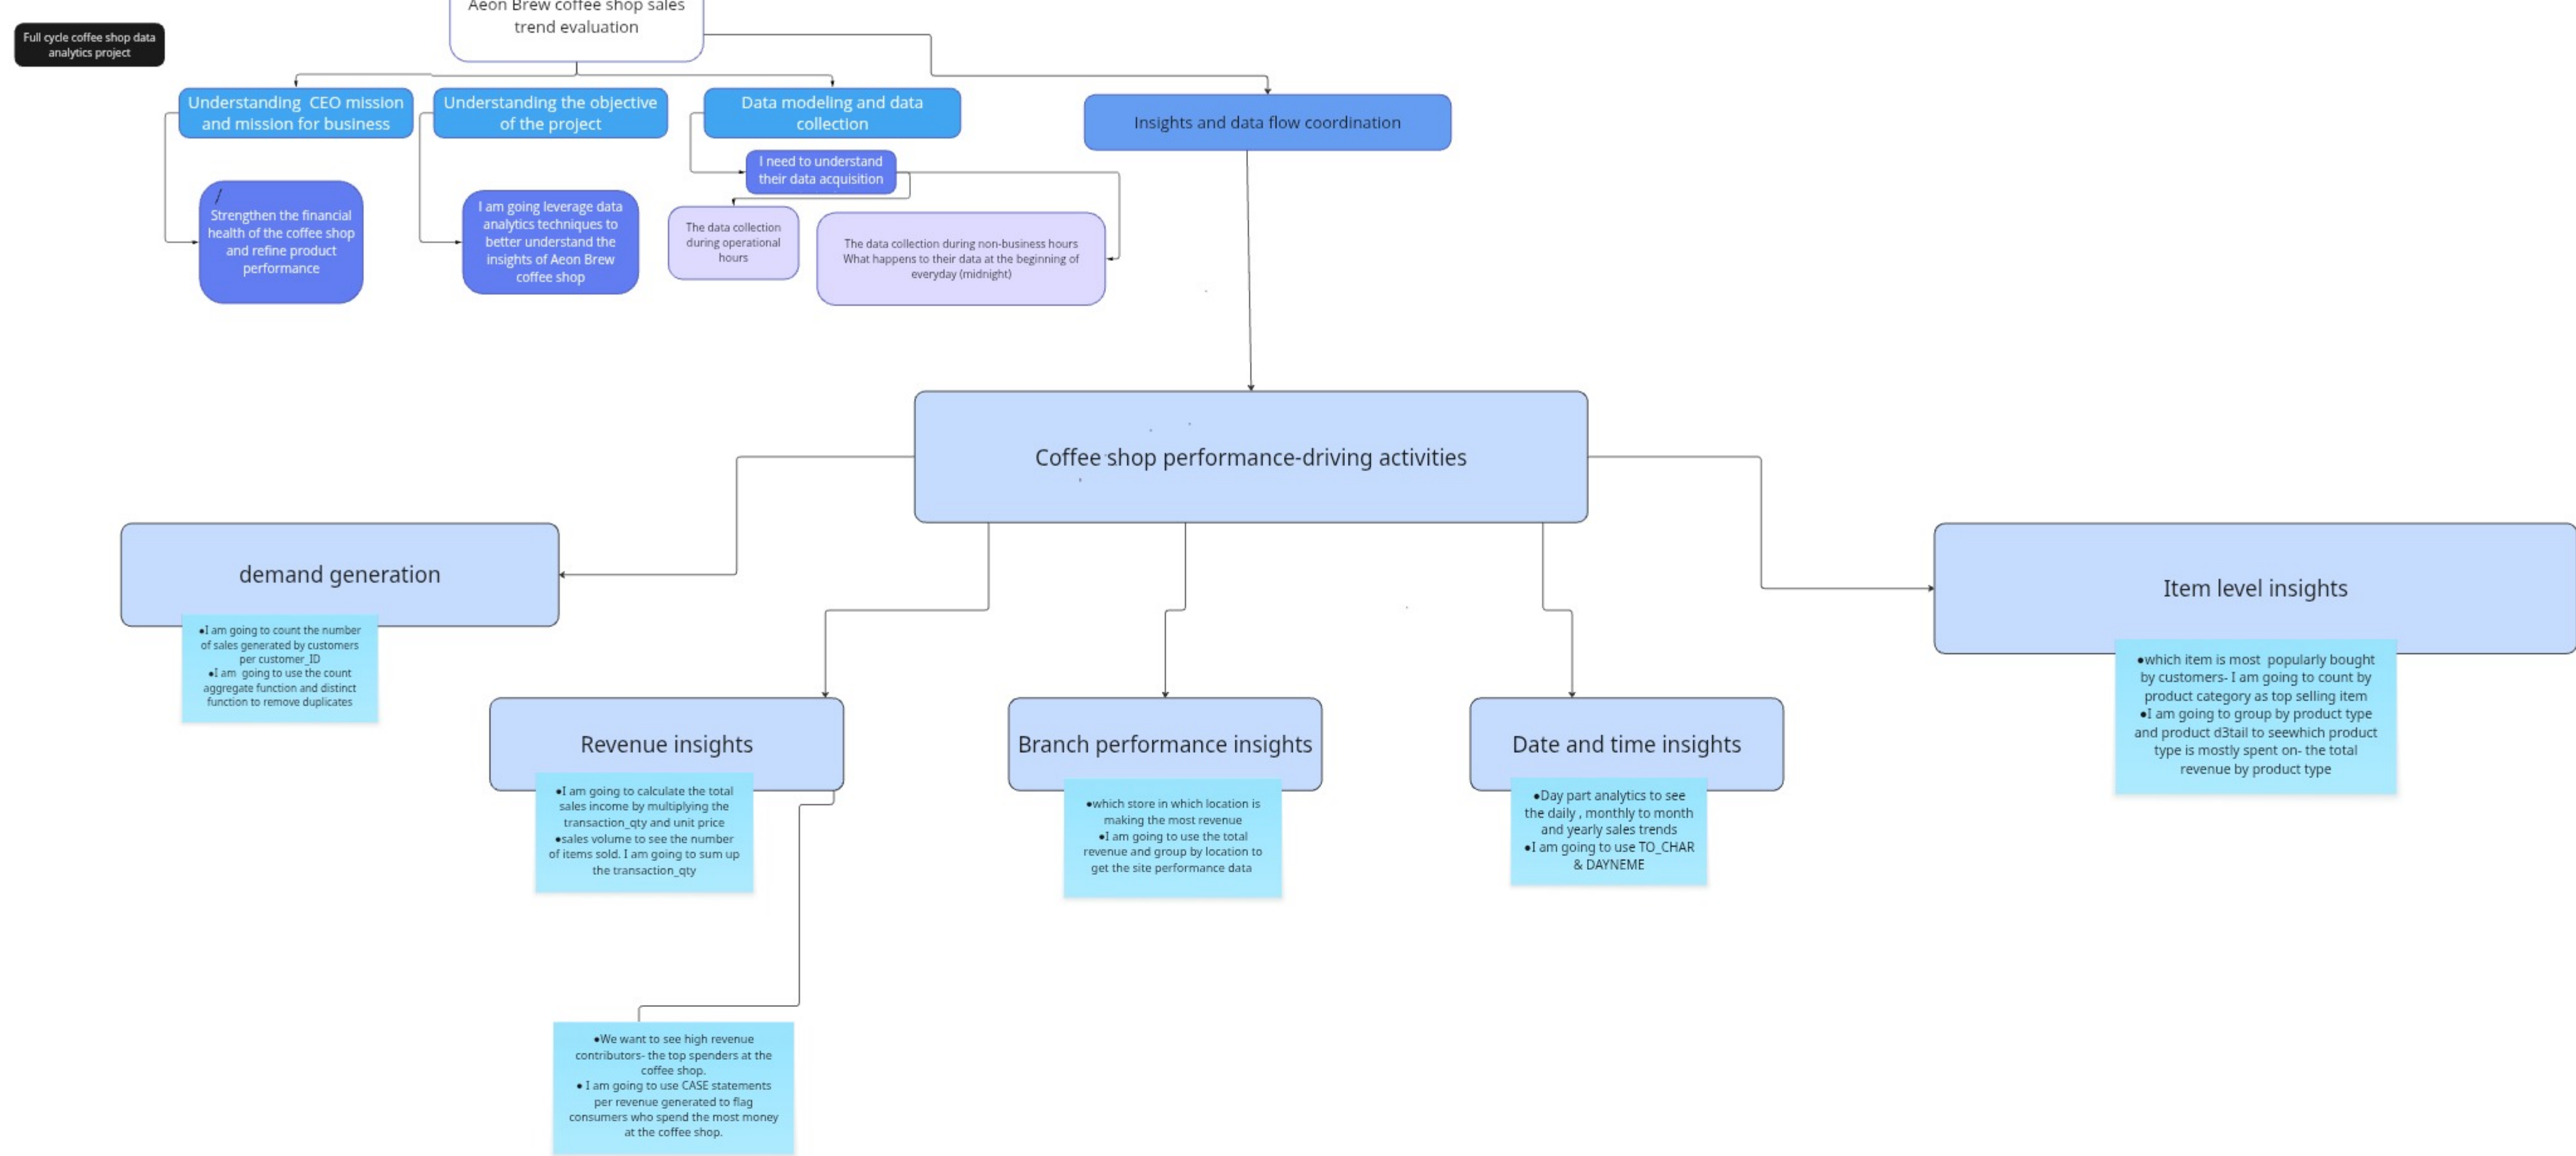 Aeon Brew coffee shop sales
trend evaluation
Full cycle coffee shop data
analytics project
Understanding  CEO mission
and mission for business
Understanding the objective
of the project
Data modeling and data
collection
Insights and data flow coordination
I need to understand
their data acquisition
/
Strengthen the financial
health of the coffee shop
and refine product
performance
I am going leverage data
analytics techniques to
better understand the
insights of Aeon Brew
coffee shop
The data collection
during operational
hours
The data collection during non-business hours
What happens to their data at the beginning of
everyday (midnight)
Coffee shop performance-driving activities
demand generation
●I am going to count the number
of sales generated by customers
per customer_ID
●I am  going to use the count
aggregate function and distinct
function to remove duplicates
Revenue insights
●I am going to calculate the total
sales income by multiplying the
transaction_qty and unit price
●sales volume to see the number
of items sold. I am going to sum up
the transaction_qty
Branch performance insights
●which store in which location is
making the most revenue
●I am going to use the total
revenue and group by location to
get the site performance data
Date and time insights
●Day part analytics to see
the daily , monthly to month
and yearly sales trends
●I am going to use TO_CHAR
& DAYNEME
Item level insights
●which item is most  popularly bought
by customers- I am going to count by
product category as top selling item
●I am going to group by product type
and product d3tail to seewhich product
type is mostly spent on- the total
revenue by product type
●We want to see high revenue
contributors- the top spenders at the
coffee shop.
● I am going to use CASE statements
per revenue generated to flag
consumers who spend the most money
at the coffee shop.